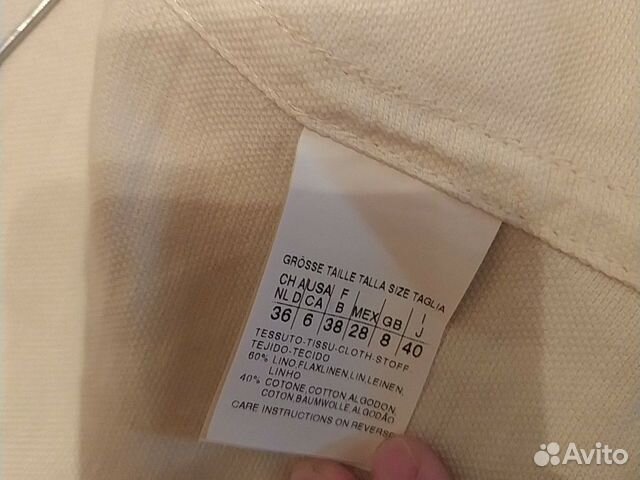 GRÖSSE TAILLE TALLA SIZE TAGLIA
CH A USA F I
NL D CA B MEX GB J
36 6 38 28 8 40
TESSUTO-TISSU-CLOTH-STOFF
TEJIDO-TECIDO
60% LINO,FLAXLINEN,LIN,LEINEN,
LINHO
40% COTONE,COTTON,ALGODON,
COTON,BAUMWOLLE,ALGODÃO
CARE INSTRUCTIONS ON REVERSE
Avito